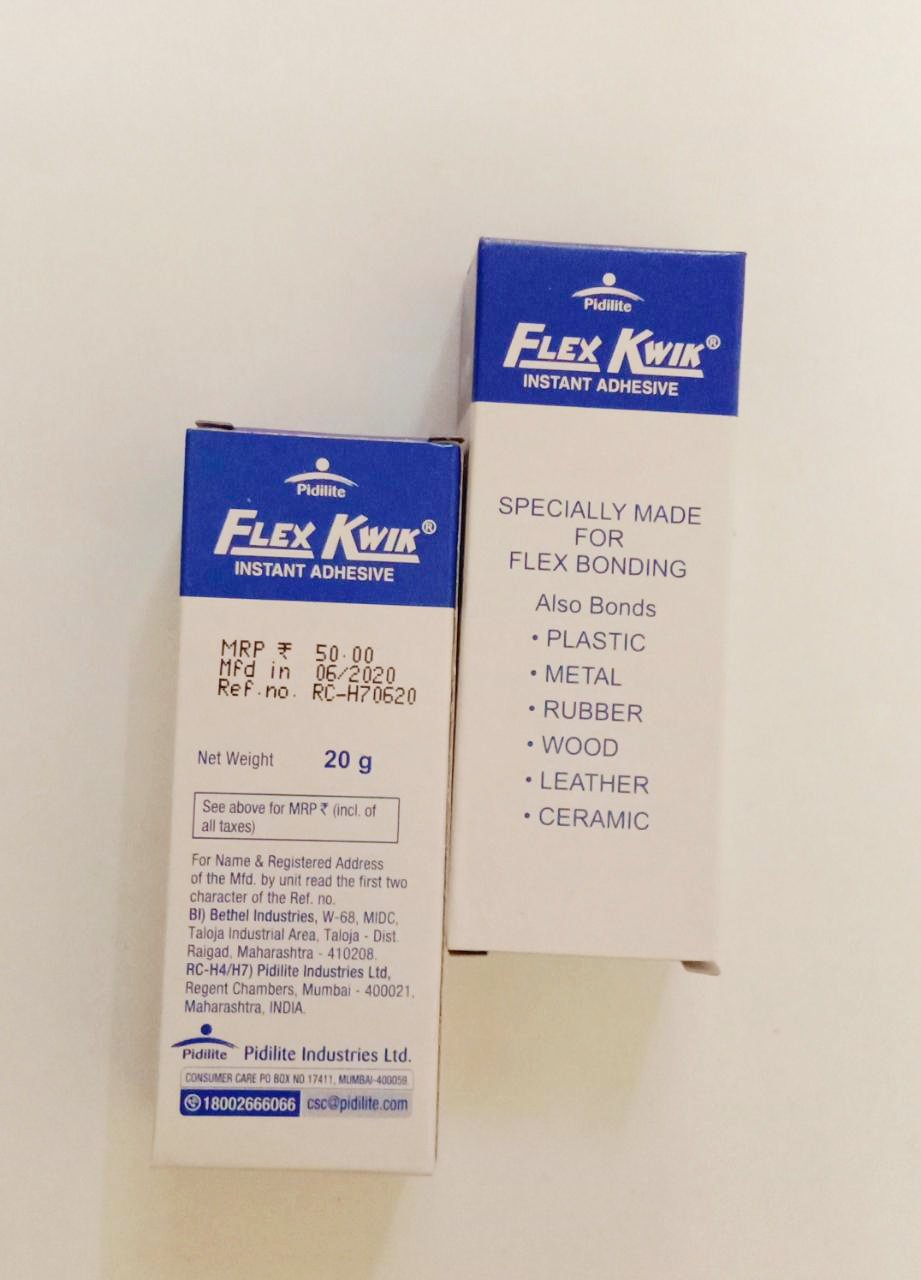 Pidilite
FLEX KWIK®
INSTANT ADHESIVE
MRP ₹ 50.00
Mfd in 06/2020
Ref.no. RC-H70620
Net Weight 20 g
See above for MRP ₹ (incl. of
all taxes)
For Name & Registered Address
of the Mfd. by unit read the first two
character of the Ref. no.
BI) Bethel Industries, W-68, MIDC,
Taloja Industrial Area, Taloja - Dist.
Raigad, Maharashtra - 410208.
RC-H4/H7) Pidilite Industries Ltd,
Regent Chambers, Mumbai - 400021,
Maharashtra, INDIA.
Pidilite Pidilite Industries Ltd.
CONSUMER CARE PO BOX NO 17411, MUMBAI-400059.
18002666066 csc@pidilite.com
Pidilite
FLEX KWIK®
INSTANT ADHESIVE
SPECIALLY MADE
FOR
FLEX BONDING
Also Bonds
• PLASTIC
• METAL
• RUBBER
• WOOD
• LEATHER
• CERAMIC